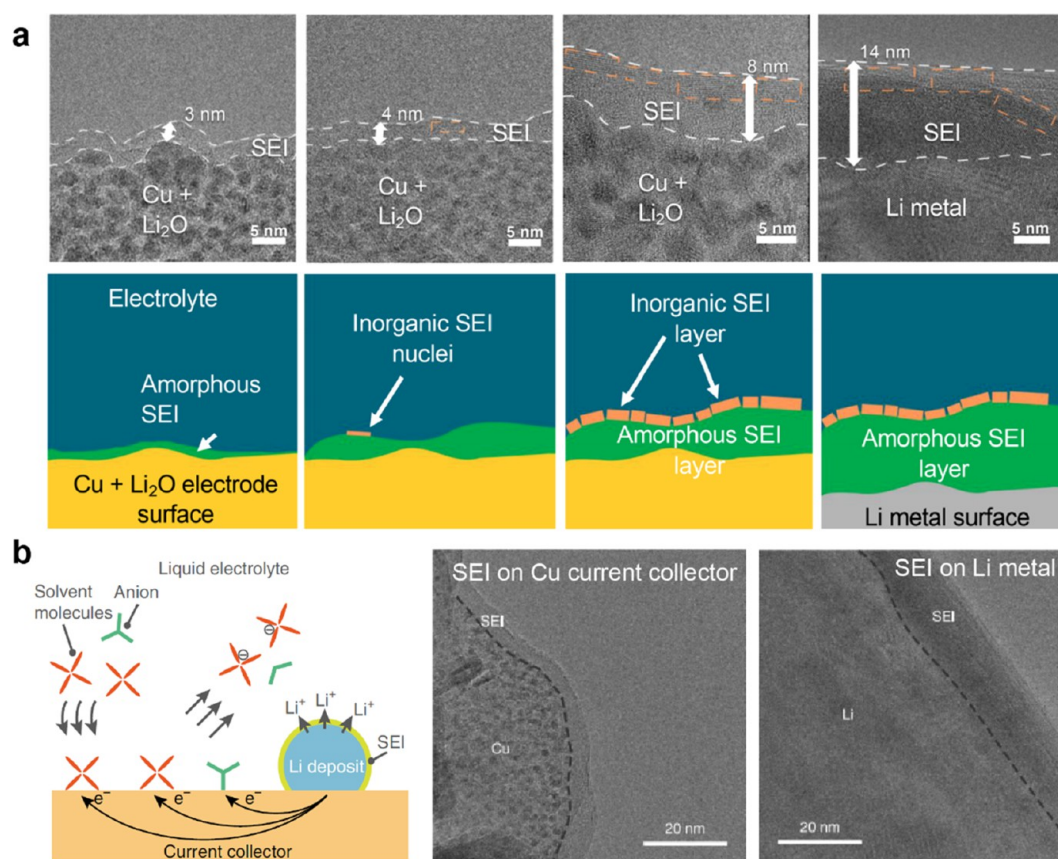 a
3 nm
SEI
Cu +
Li₂O
5 nm
4 nm
SEI
Cu +
Li₂O
5 nm
8 nm
SEI
Cu +
Li₂O
5 nm
14 nm
SEI
Li metal
5 nm
Electrolyte
Amorphous
SEI
Cu + Li₂O electrode
surface
Inorganic SEI
nuclei
Inorganic SEI
layer
Amorphous SEI
layer
Amorphous SEI
layer
Li metal surface
b
Liquid electrolyte
Solvent
molecules
Anion
⊖
⊖
Li⁺
Li⁺
Li⁺
SEI
Li deposit
e⁻
e⁻
e⁻
Current collector
SEI on Cu current collector
SEI
Cu
20 nm
SEI on Li metal
SEI
Li
20 nm